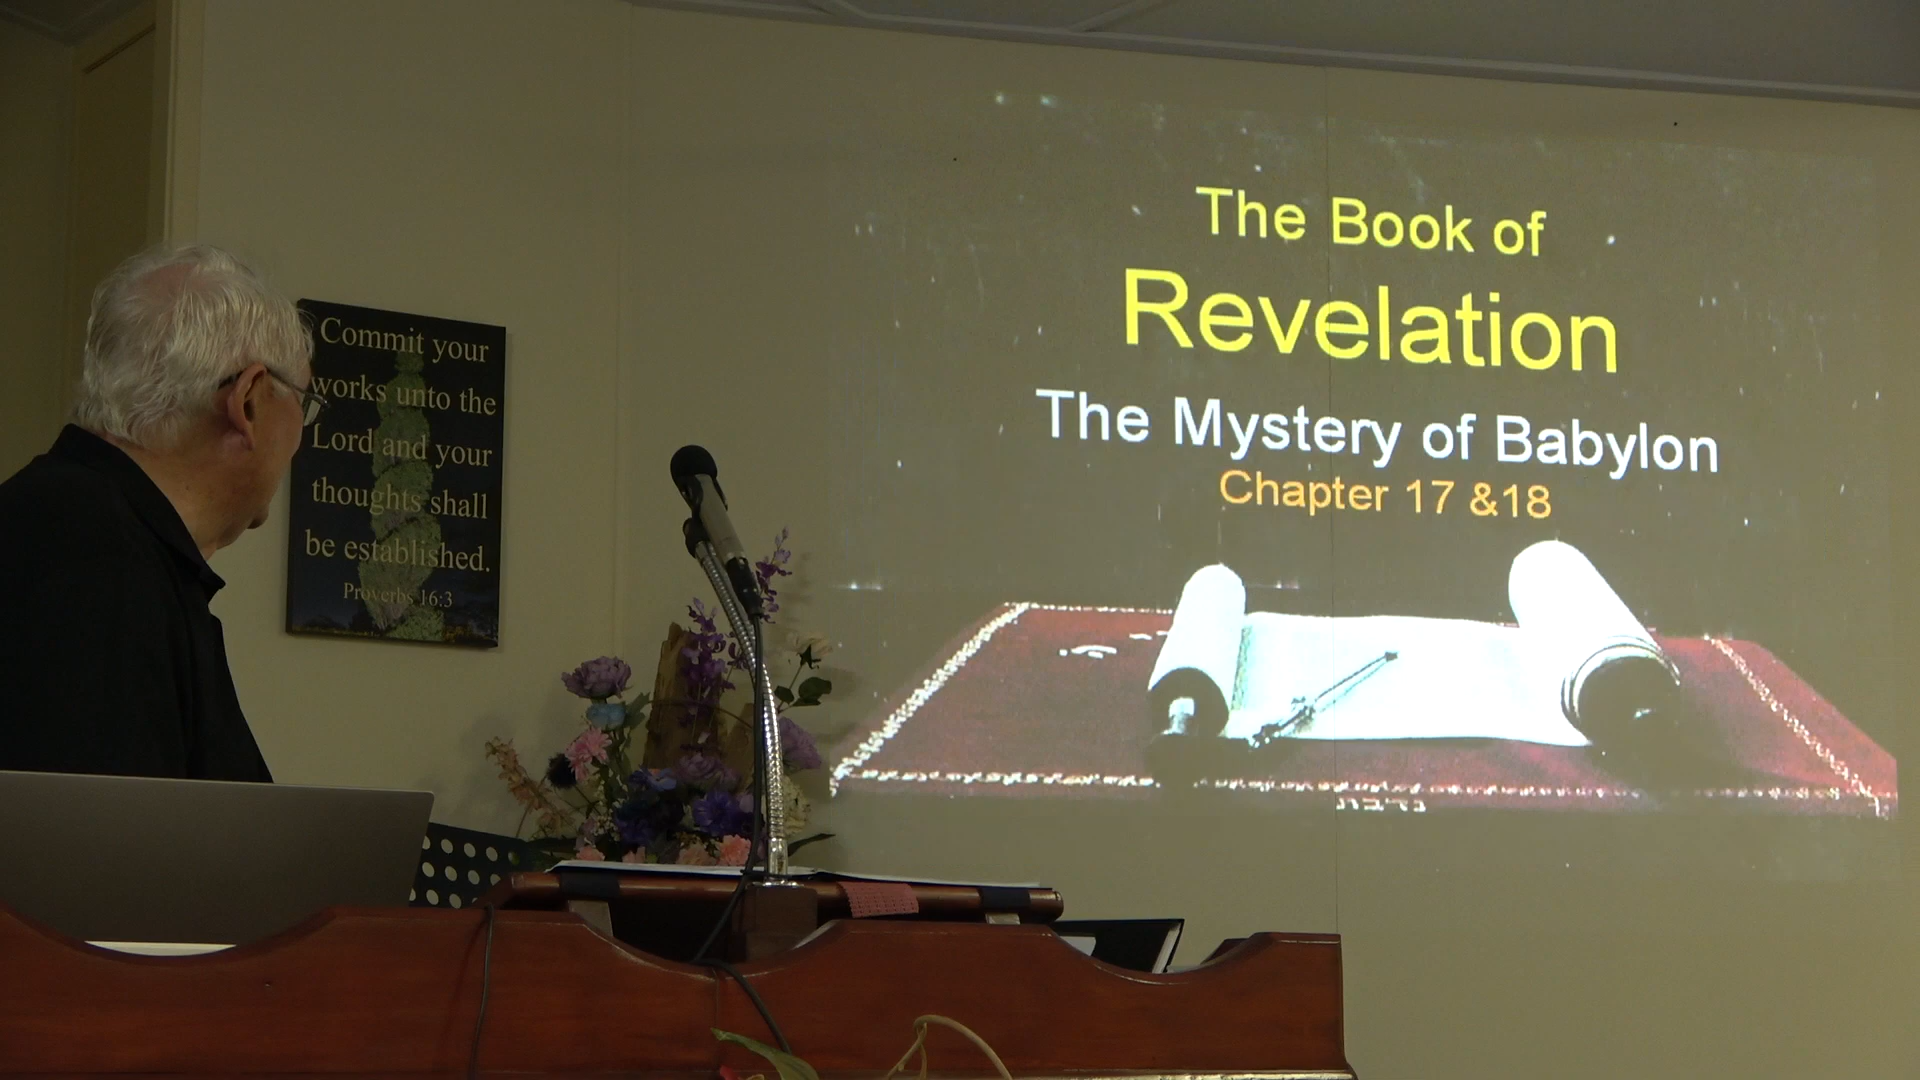 Commit your
works unto the
Lord and your
thoughts shall
be established.
Proverbs 16:3
The Book of
Revelation
The Mystery of Babylon
Chapter 17 &18